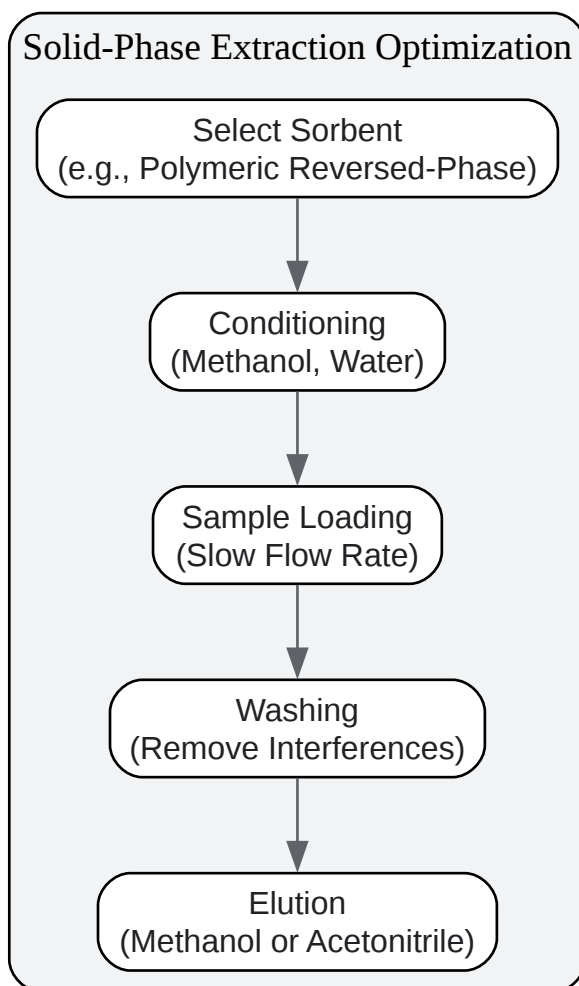 Solid-Phase Extraction Optimization
Select Sorbent
(e.g., Polymeric Reversed-Phase)
Conditioning
(Methanol, Water)
Sample Loading
(Slow Flow Rate)
Washing
(Remove Interferences)
Elution
(Methanol or Acetonitrile)